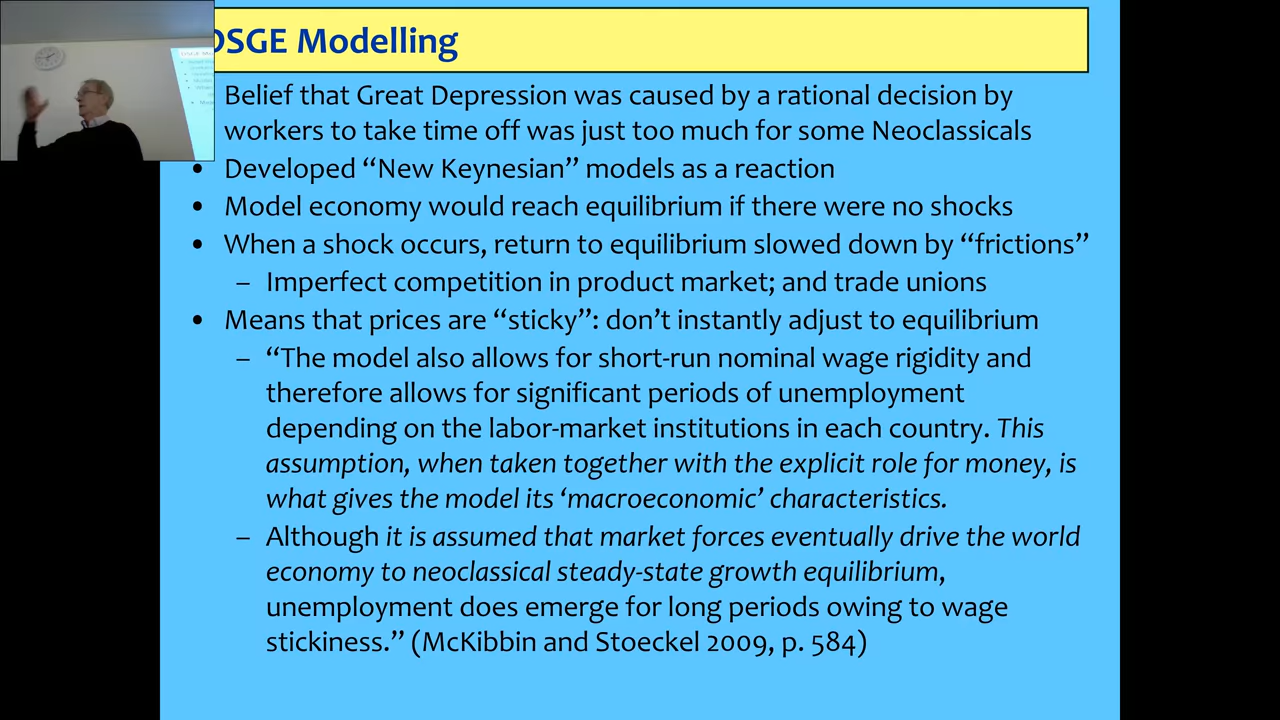 DSGE Modelling
Belief that Great Depression was caused by a rational decision by
workers to take time off was just too much for some Neoclassicals
• Developed “New Keynesian” models as a reaction
• Model economy would reach equilibrium if there were no shocks
• When a shock occurs, return to equilibrium slowed down by “frictions”
– Imperfect competition in product market; and trade unions
• Means that prices are “sticky”: don’t instantly adjust to equilibrium
– “The model also allows for short-run nominal wage rigidity and
therefore allows for significant periods of unemployment
depending on the labor-market institutions in each country. This
assumption, when taken together with the explicit role for money, is
what gives the model its ‘macroeconomic’ characteristics.
– Although it is assumed that market forces eventually drive the world
economy to neoclassical steady-state growth equilibrium,
unemployment does emerge for long periods owing to wage
stickiness.” (McKibbin and Stoeckel 2009, p. 584)